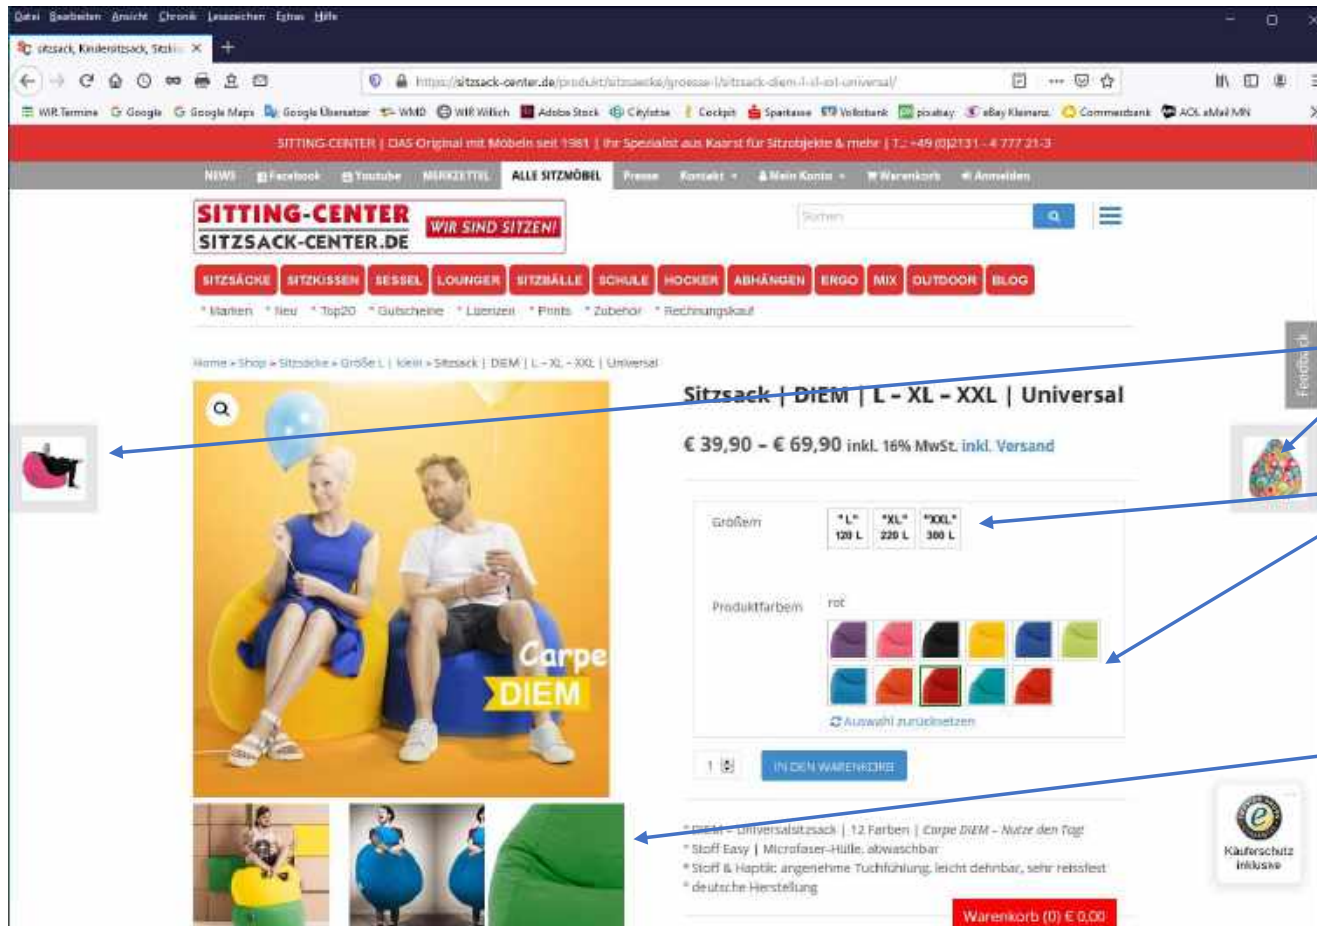 Datei Bearbeiten Ansicht Chronik Lesezeichen Extras Hilfe
sitzsack, Kindersitzsack, Sitzki
https://sitzsack-center.de/produkt/sitzsaecke/groesse-l/sitzsack-diem-l-xl-xxl-universal/
WIR Termine Google Google Maps Google Übersetzer WMD WIR Willich Adobe Stock Citylotse Cockpit Sparkasse Volksbank pixabay eBay Kleinanz. Commerzbank AOL eMail MN
SITTING-CENTER | DAS Original mit Möbeln seit 1981 | Ihr Spezialist aus Kaarst für Sitzobjekte & mehr | T.: +49 (0)2131 - 4 777 21-3
NEWS Facebook Youtube MERKZETTEL ALLE SITZMÖBEL Presse Kontakt Mein Konto Warenkorb Anmelden
SITTING-CENTER
SITZSACK-CENTER.DE
WIR SIND SITZEN!
Suchen
SITZSÄCKE SITZKISSEN SESSEL LOUNGER SITZBÄLLE SCHULE HOCKER ABHÄNGEN ERGO MIX OUTDOOR BLOG
* Marken * Neu * Top20 * Gutscheine * Lizenzen * Prints * Zubehör * Rechnungskauf
Feedback
Home » Shop » Sitzsäcke » Größe L | klein » Sitzsack | DIEM | L – XL – XXL | Universal
Sitzsack | DIEM | L – XL – XXL | Universal
€ 39,90 – € 69,90 inkl. 16% MwSt. inkl. Versand
Größen
"L" "XL" "XXL"
120 L 220 L 300 L
Produktfarben
rot
Carpe
DIEM
Auswahl zurücksetzen
1
IN DEN WARENKORB
* DIEM – Universalsitzsack | 12 Farben | Carpe DIEM – Nutze den Tag!
* Stoff Easy | Microfaser-Hülle, abwaschbar
* Stoff & Haptik: angenehme Tuchfühlung, leicht dehnbar, sehr reissfest
* deutsche Herstellung
Käuferschutz
inklusive
Warenkorb (0) € 0,00